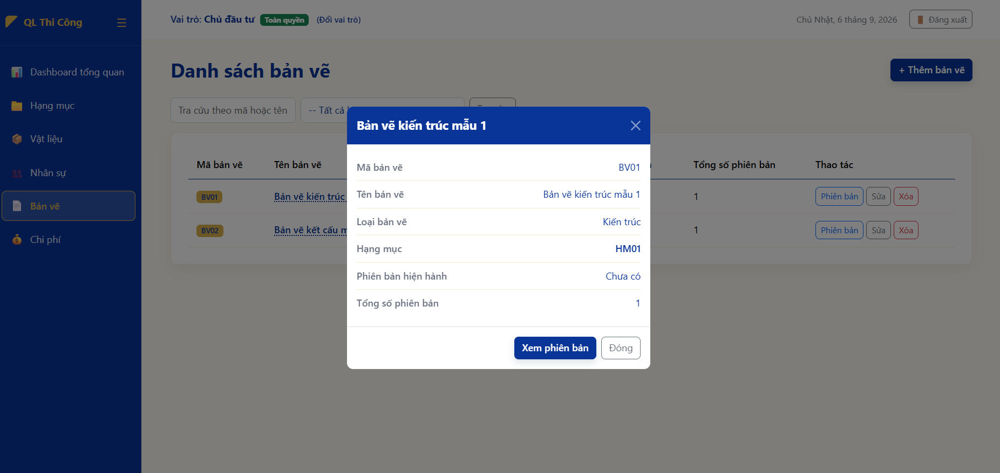 QL Thi Công
Vai trò: Chủ đầu tư Toàn quyền (Đổi vai trò)
Chủ Nhật, 6 tháng 9, 2026
Đăng xuất
Dashboard tổng quan
Hạng mục
Vật liệu
Nhân sự
Bản vẽ
Chi phí
Danh sách bản vẽ
+ Thêm bản vẽ
Tra cứu theo mã hoặc tên
-- Tất cả
Mã bản vẽ Tên bản vẽ Tổng số phiên bản Thao tác
BV01 Bản vẽ kiến trúc 1 Phiên bản Sửa Xóa
BV02 Bản vẽ kết cấu 1 Phiên bản Sửa Xóa
Bản vẽ kiến trúc mẫu 1
Mã bản vẽ BV01
Tên bản vẽ Bản vẽ kiến trúc mẫu 1
Loại bản vẽ Kiến trúc
Hạng mục HM01
Phiên bản hiện hành Chưa có
Tổng số phiên bản 1
Xem phiên bản Đóng